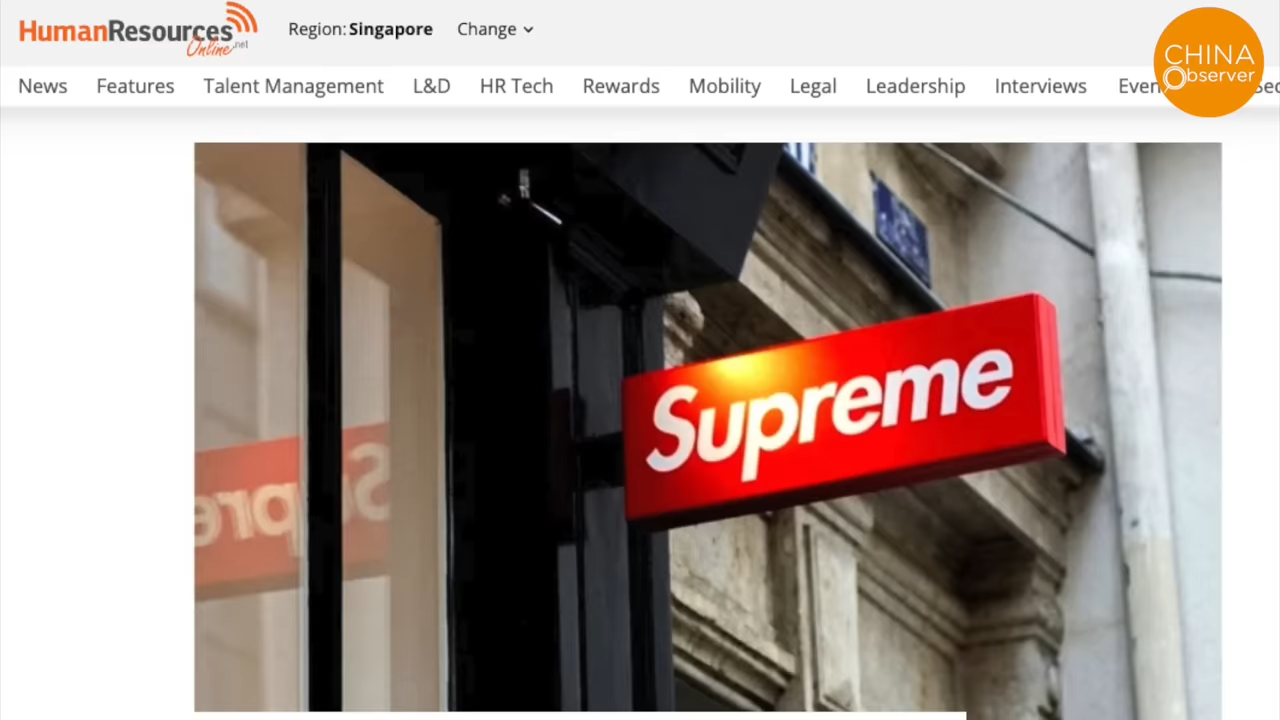 HumanResources
Online.net
Region: Singapore Change
CHINA
Observer
News Features Talent Management L&D HR Tech Rewards Mobility Legal Leadership Interviews
Supreme